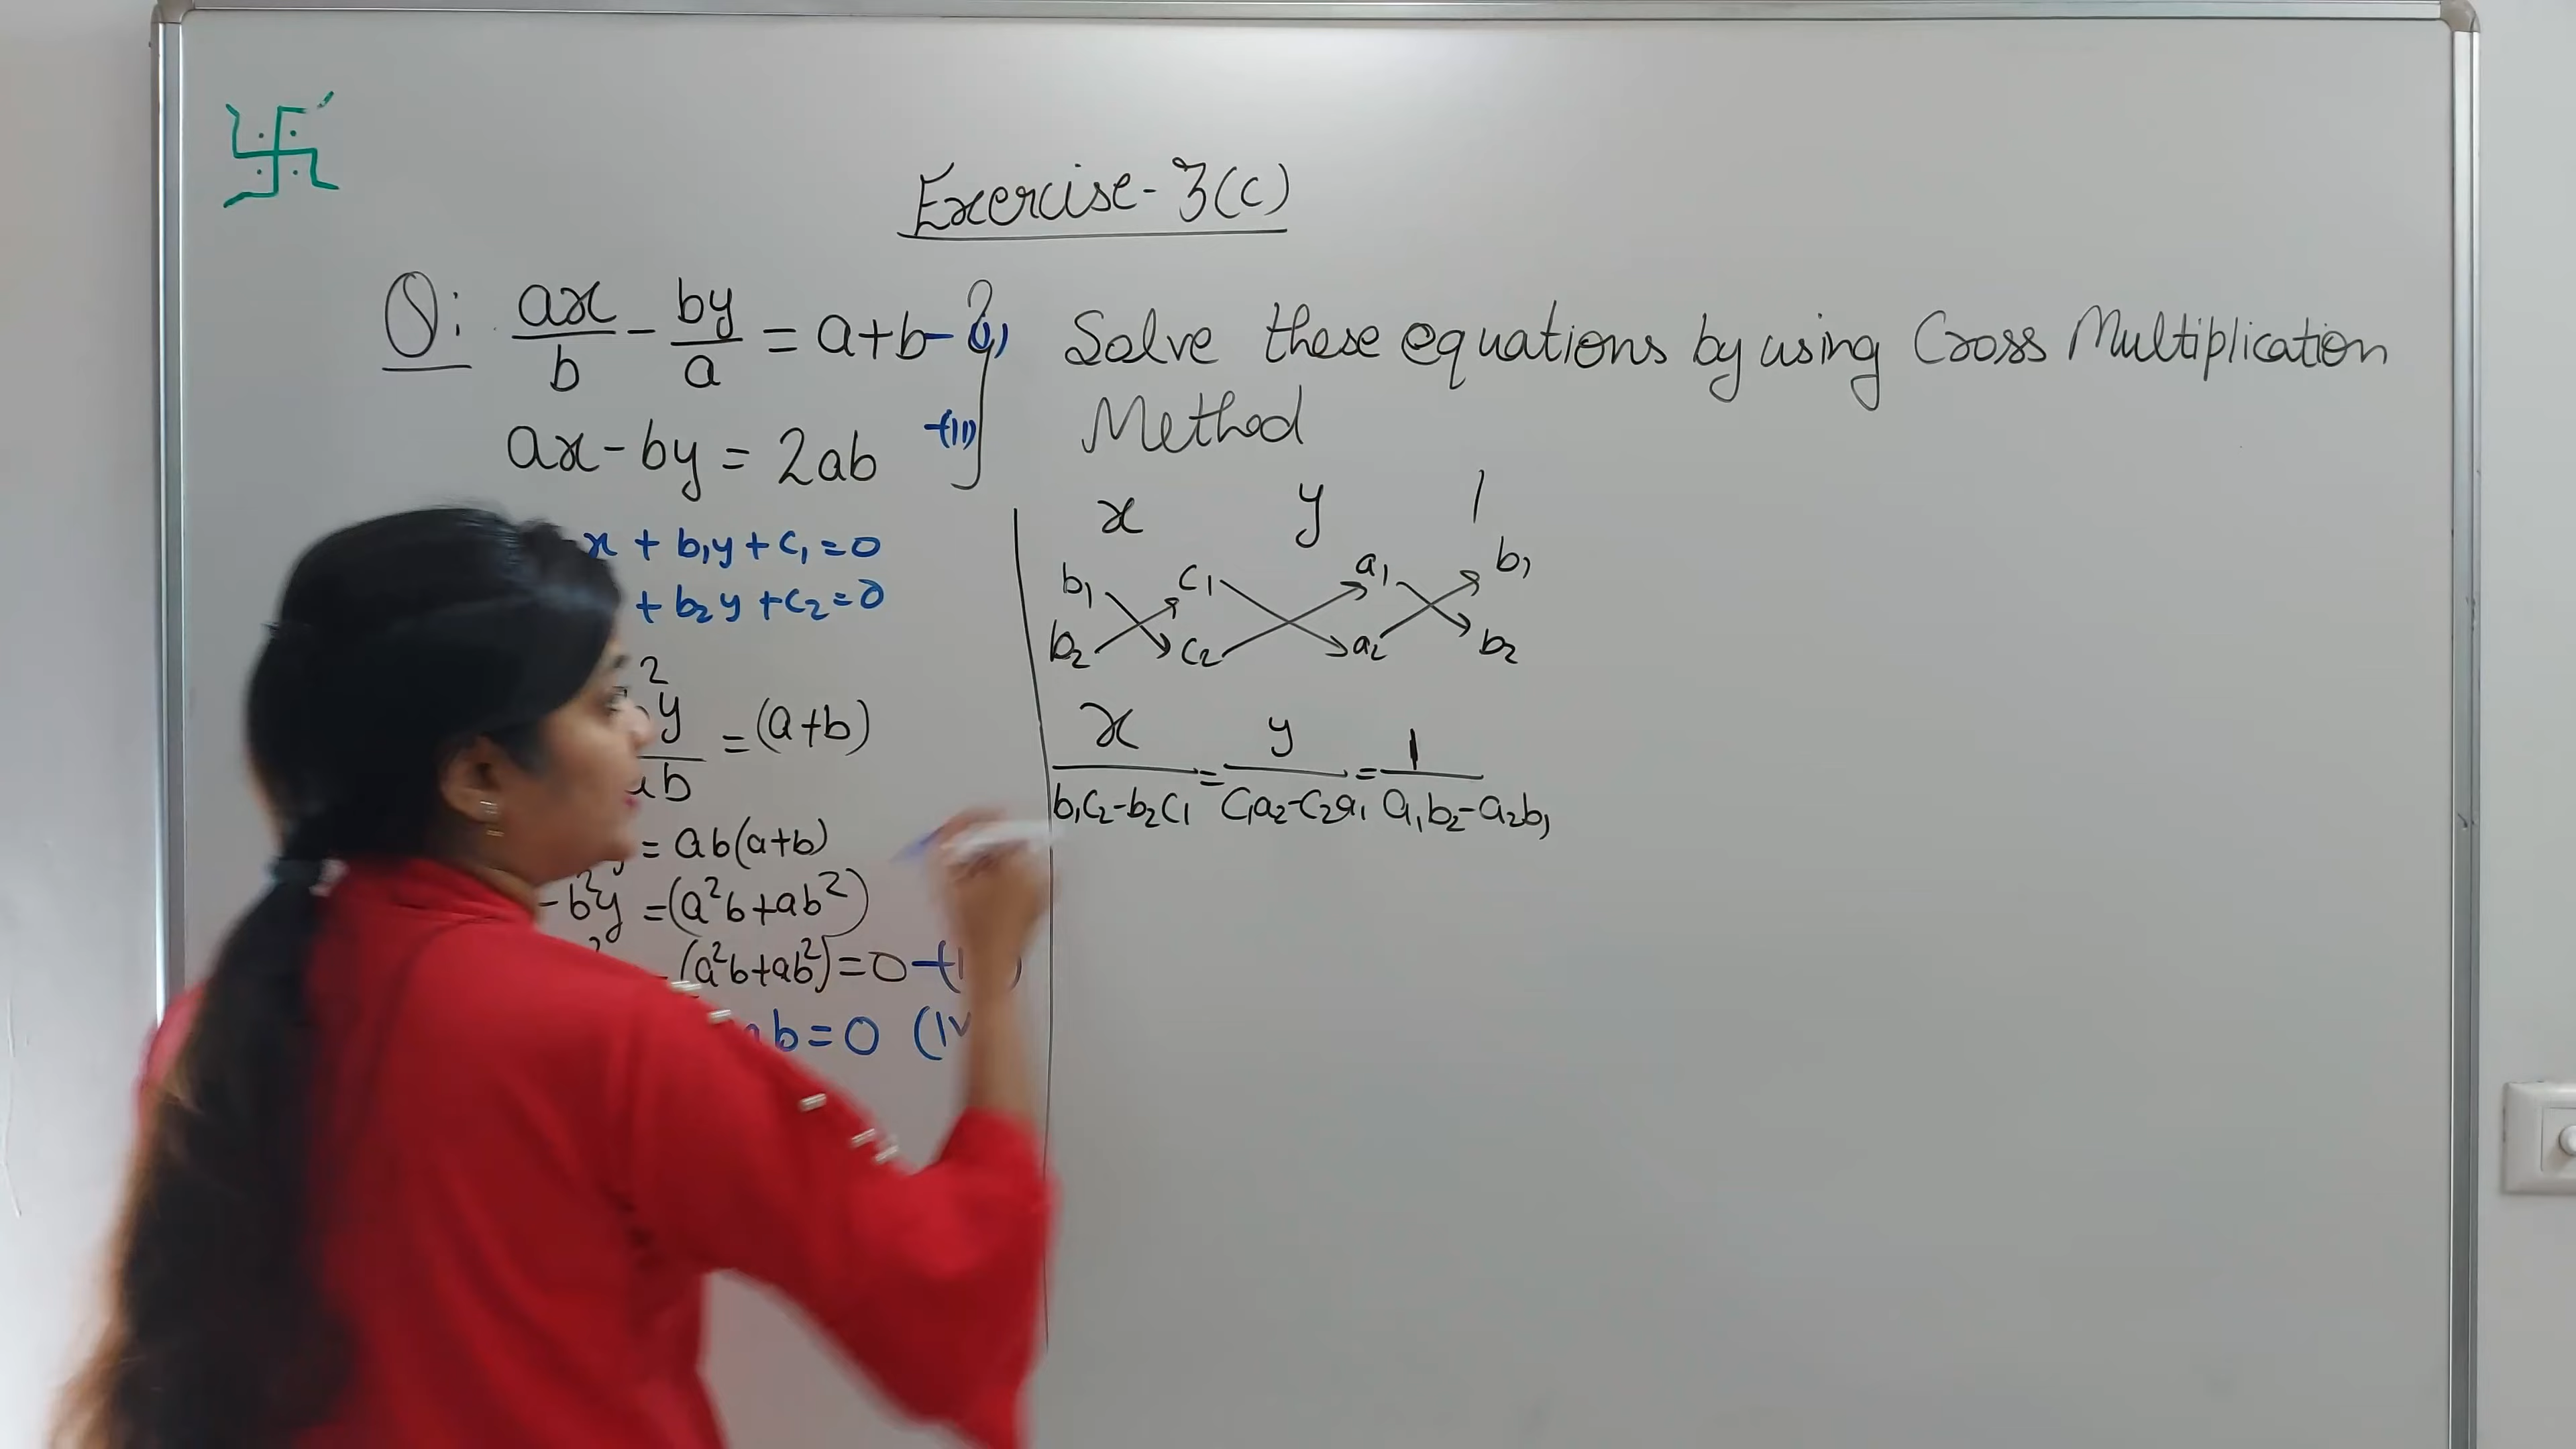 Exercise-3(c)
Q: ax/b - by/a = a+b -(i) Solve these equations by using Cross Multiplication
ax-by = 2ab -(ii) Method
x y 1
x + b₁y + c₁ = 0
b₁ c₁ a₁ b₁
+ b₂y + c₂ = 0
b₂ c₂ a₂ b₂
²y/ab = (a+b)
x/b₁c₂-b₂c₁ = y/c₁a₂-c₂a₁ = 1/a₁b₂-a₂b₁
= ab(a+b)
-b²y = (a²b+ab²)
- (a²b+ab²) = 0
b = 0 (IV